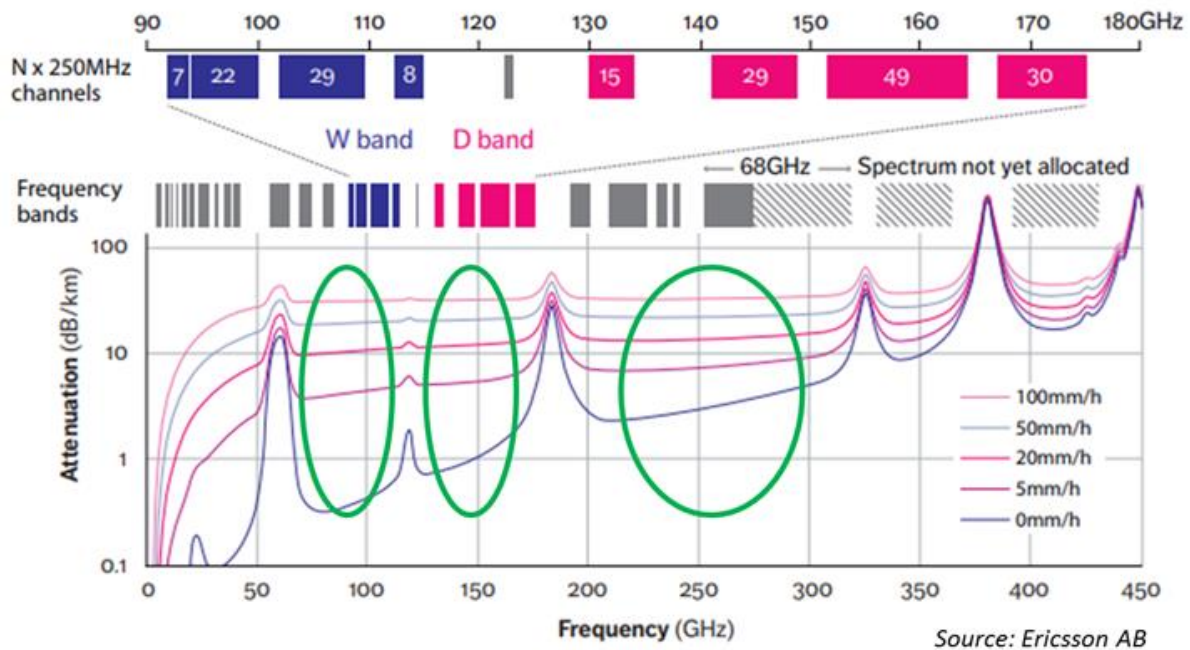 90 100 110 120 130 140 150 160 170 180GHz
N x 250MHz
channels
7 22 29 8 15 29 49 30
W band D band
68GHz Spectrum not yet allocated
Frequency
bands
Attenuation (dB/km)
100
10
1
0.1
100mm/h
50mm/h
20mm/h
5mm/h
0mm/h
0 50 100 150 200 250 300 350 400 450
Frequency (GHz)
Source: Ericsson AB